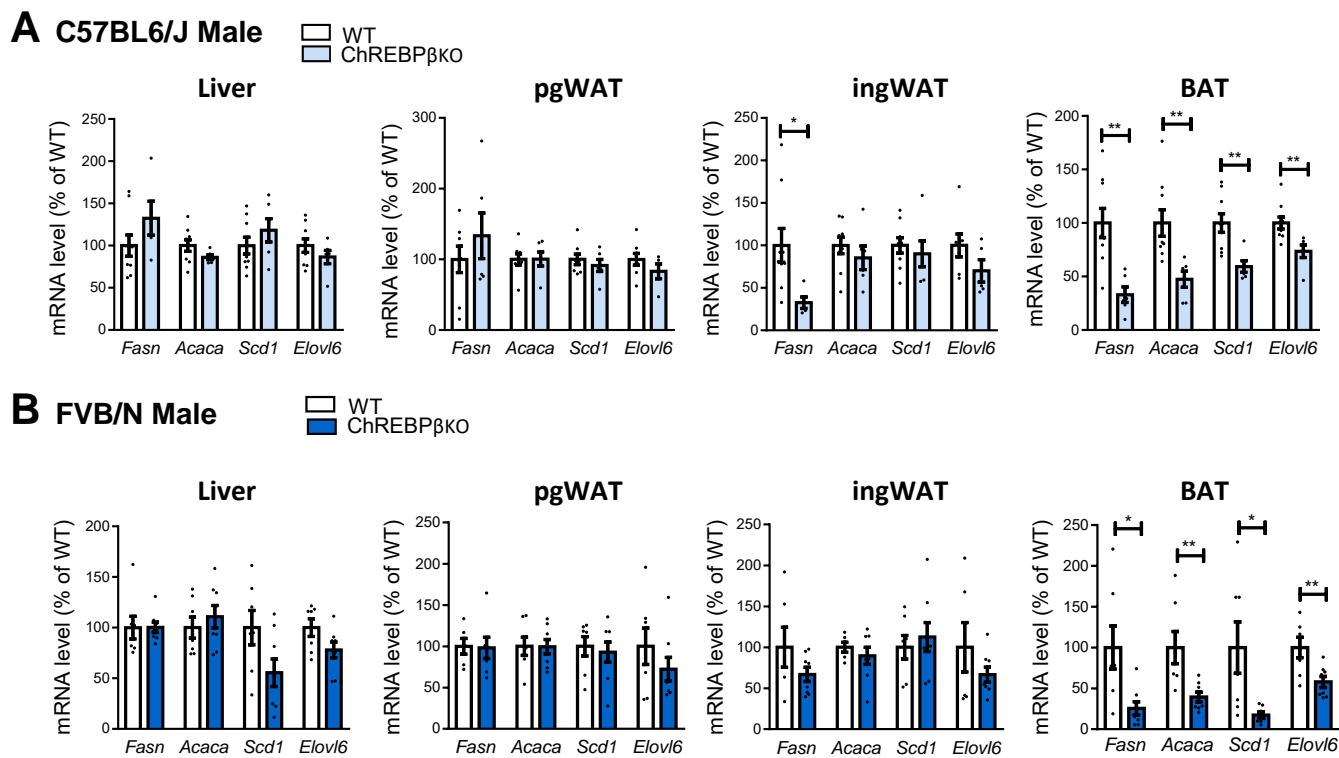 A C57BL6/J Male
WT
ChREBPβKO
Liver
pgWAT
ingWAT
BAT
mRNA level (% of WT)
250
200
150
100
50
0
Fasn Acaca Scd1 Elovl6
mRNA level (% of WT)
300
200
100
0
Fasn Acaca Scd1 Elovl6
mRNA level (% of WT)
250
200
150
100
50
0
*
Fasn Acaca Scd1 Elovl6
mRNA level (% of WT)
200
150
100
50
0
** ** ** **
Fasn Acaca Scd1 Elovl6
B FVB/N Male
WT
ChREBPβKO
Liver
pgWAT
ingWAT
BAT
mRNA level (% of WT)
200
150
100
50
0
Fasn Acaca Scd1 Elovl6
mRNA level (% of WT)
250
200
150
100
50
0
Fasn Acaca Scd1 Elovl6
mRNA level (% of WT)
250
200
150
100
50
0
Fasn Acaca Scd1 Elovl6
mRNA level (% of WT)
250
200
150
100
50
0
* ** * **
Fasn Acaca Scd1 Elovl6